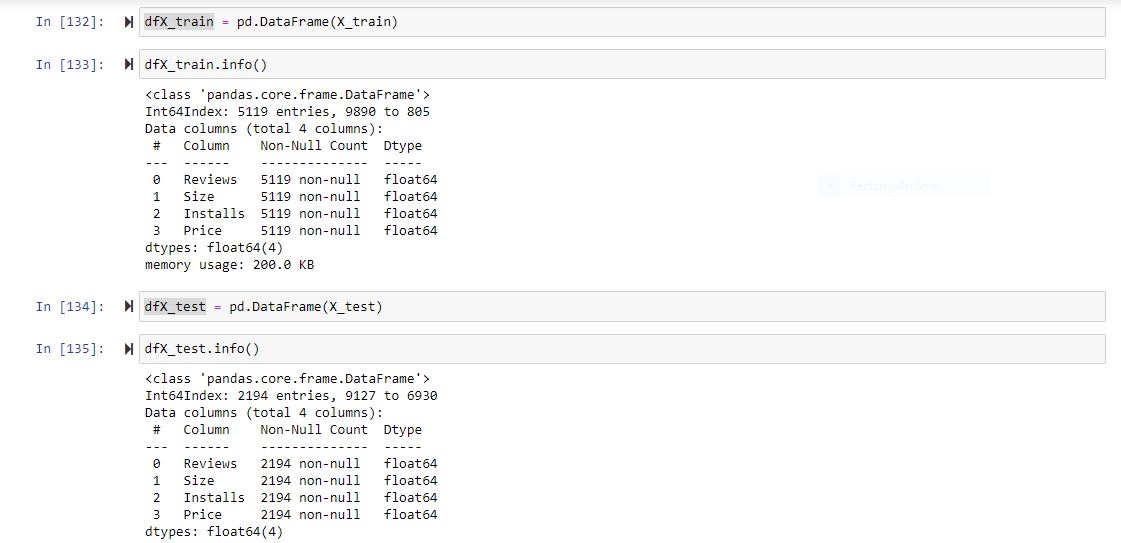 In [132]: dfX_train = pd.DataFrame(X_train)
In [133]: dfX_train.info()
<class 'pandas.core.frame.DataFrame'>
Int64Index: 5119 entries, 9890 to 805
Data columns (total 4 columns):
 #   Column    Non-Null Count  Dtype
---  ------    --------------  -----
 0   Reviews   5119 non-null   float64
 1   Size      5119 non-null   float64
 2   Installs  5119 non-null   float64
 3   Price     5119 non-null   float64
dtypes: float64(4)
memory usage: 200.0 KB
Rectangular Snip
In [134]: dfX_test = pd.DataFrame(X_test)
In [135]: dfX_test.info()
<class 'pandas.core.frame.DataFrame'>
Int64Index: 2194 entries, 9127 to 6930
Data columns (total 4 columns):
 #   Column    Non-Null Count  Dtype
---  ------    --------------  -----
 0   Reviews   2194 non-null   float64
 1   Size      2194 non-null   float64
 2   Installs  2194 non-null   float64
 3   Price     2194 non-null   float64
dtypes: float64(4)